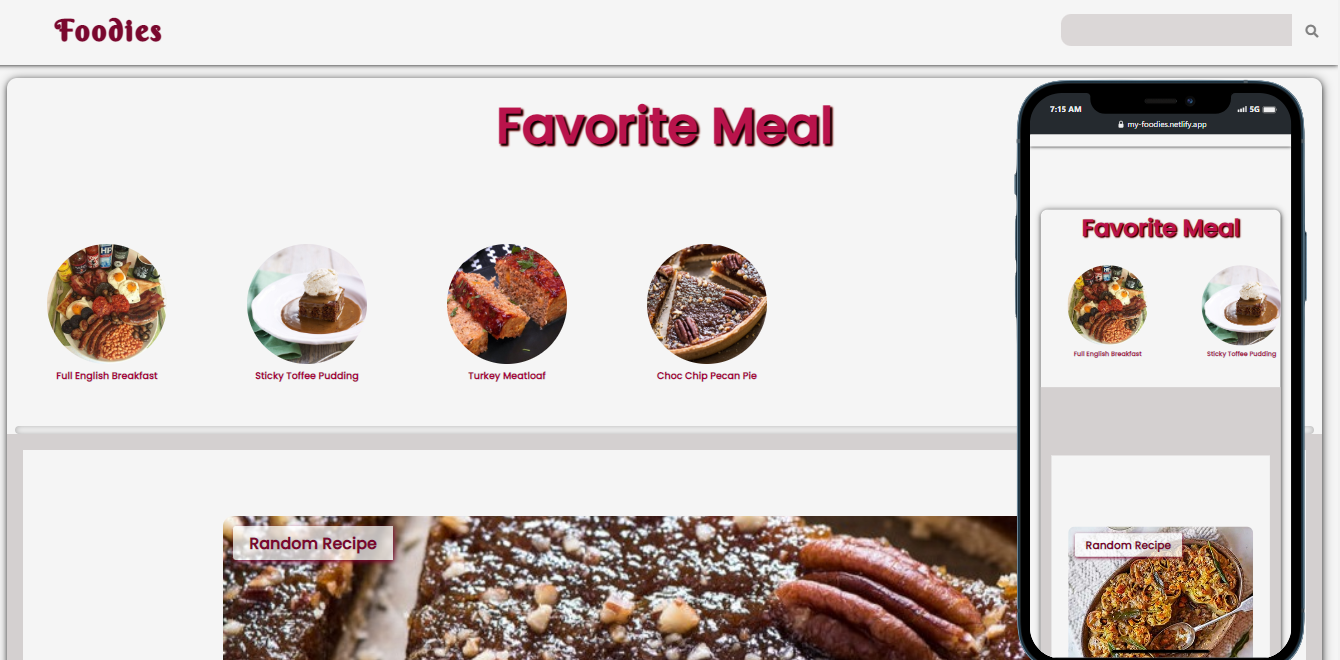 Foodies
Favorite Meal
Full English Breakfast
Sticky Toffee Pudding
Turkey Meatloaf
Choc Chip Pecan Pie
Random Recipe
7:15 AM
5G
my-foodies.netlify.app
Favorite Meal
Full English Breakfast
Sticky Toffee Pudding
Random Recipe
HP